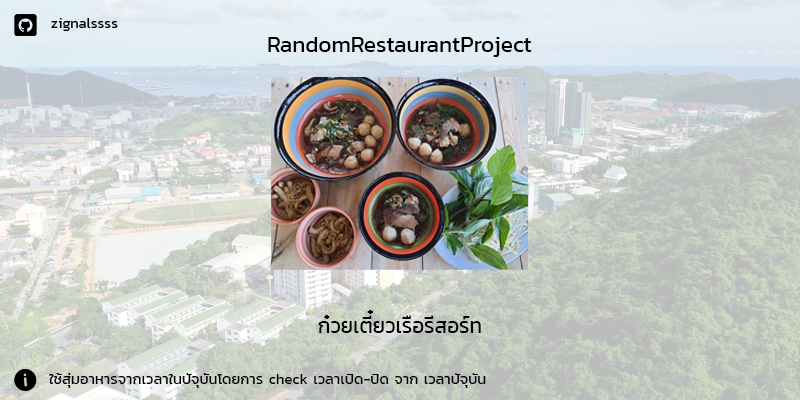 zignalssss
RandomRestaurantProject
ก๋วยเตี๋ยวเรือรีสอร์ท
ใช้สุ่มอาหารจากเวลาในปัจุบันโดยการ check เวลาเปิด-ปิด จาก เวลาปัจุบัน